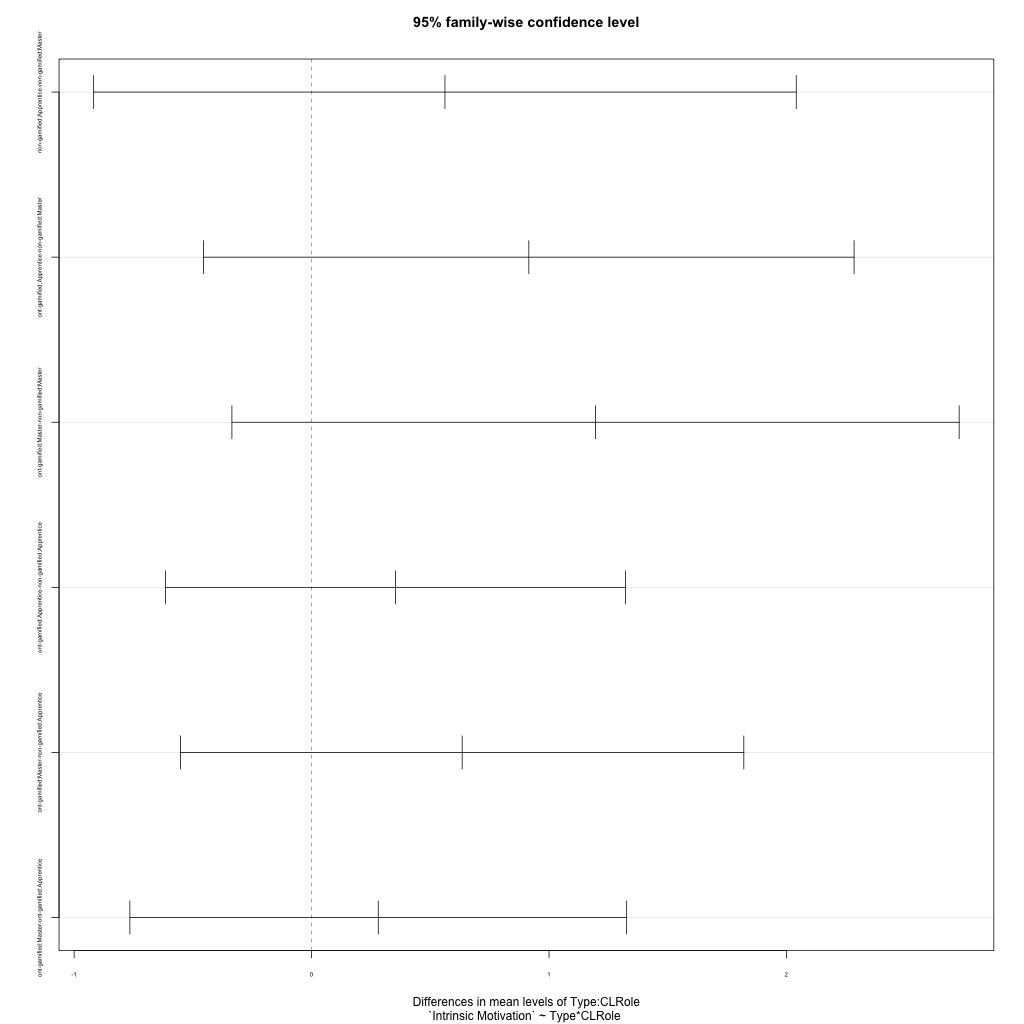 95% family-wise confidence level
non-gamified:Apprentice-non-gamified:Master
ont-gamified:Apprentice-non-gamified:Master
ont-gamified:Master-non-gamified:Master
ont-gamified:Apprentice-non-gamified:Apprentice
ont-gamified:Master-non-gamified:Apprentice
ont-gamified:Master-ont-gamified:Apprentice
-1 0 1 2
Differences in mean levels of Type:CLRole
`Intrinsic Motivation` ~ Type*CLRole